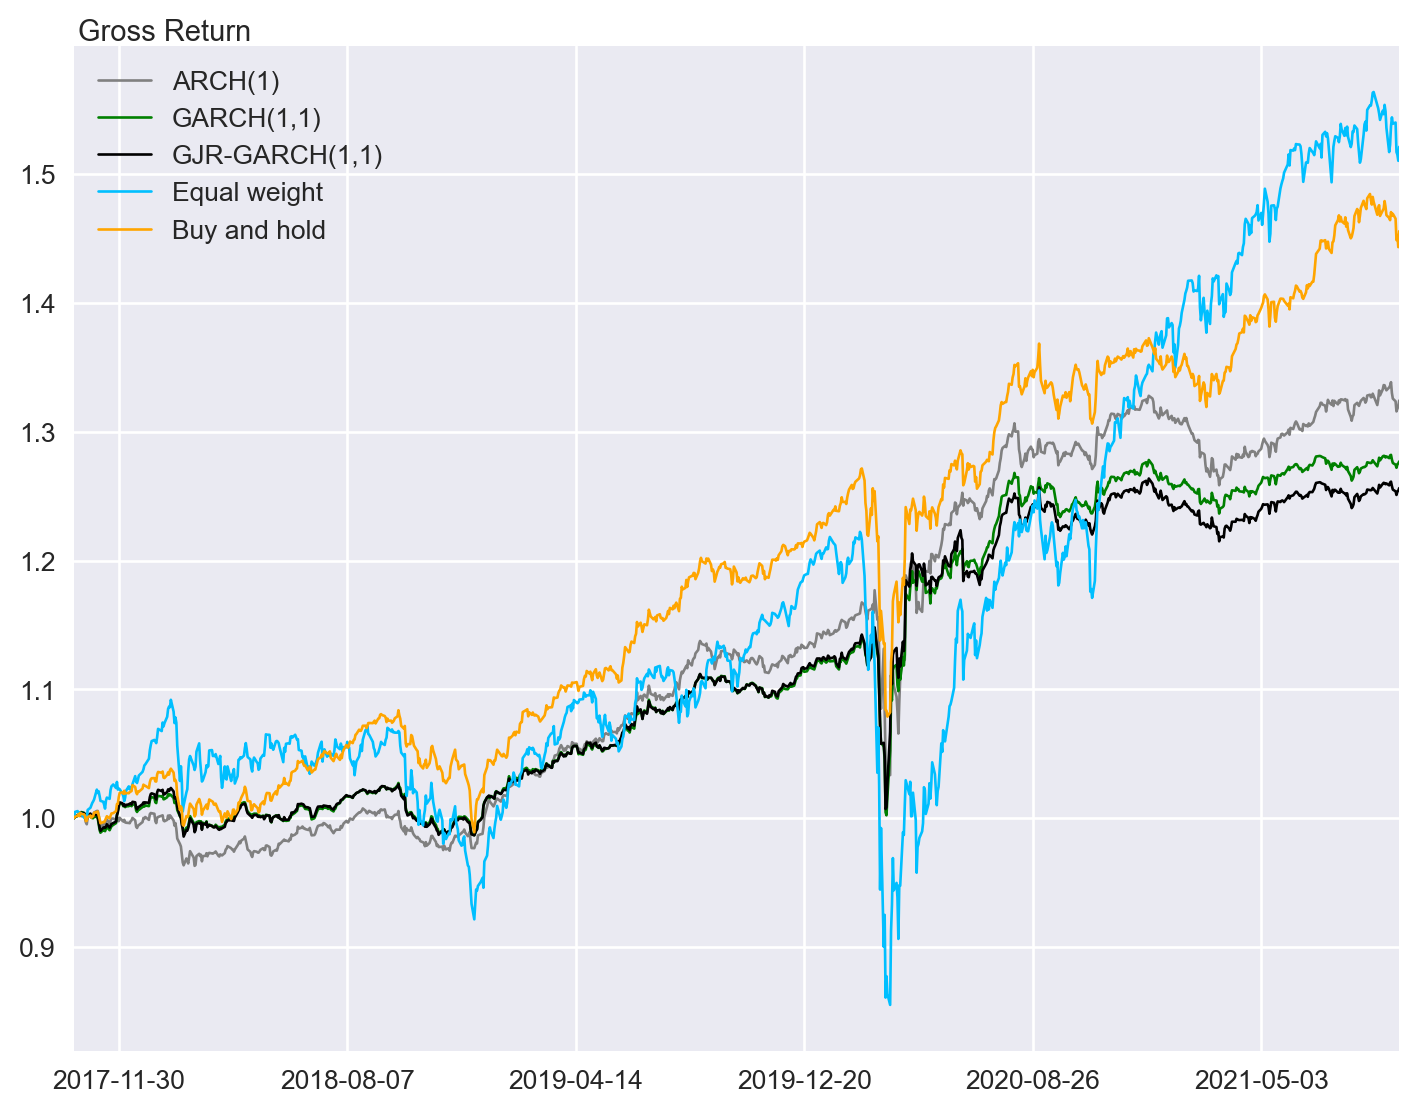 Gross Return
ARCH(1)
GARCH(1,1)
GJR-GARCH(1,1)
Equal weight
Buy and hold
1.5
1.4
1.3
1.2
1.1
1.0
0.9
2017-11-30 2018-08-07 2019-04-14 2019-12-20 2020-08-26 2021-05-03